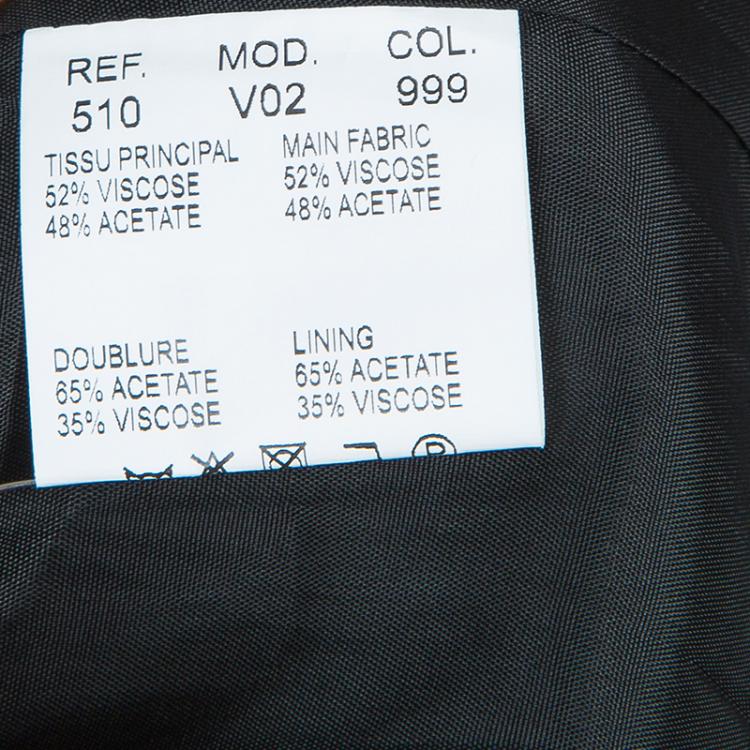 REF. MOD. COL.
510 V02 999
TISSU PRINCIPAL MAIN FABRIC
52% VISCOSE 52% VISCOSE
48% ACETATE 48% ACETATE
DOUBLURE LINING
65% ACETATE 65% ACETATE
35% VISCOSE 35% VISCOSE
P